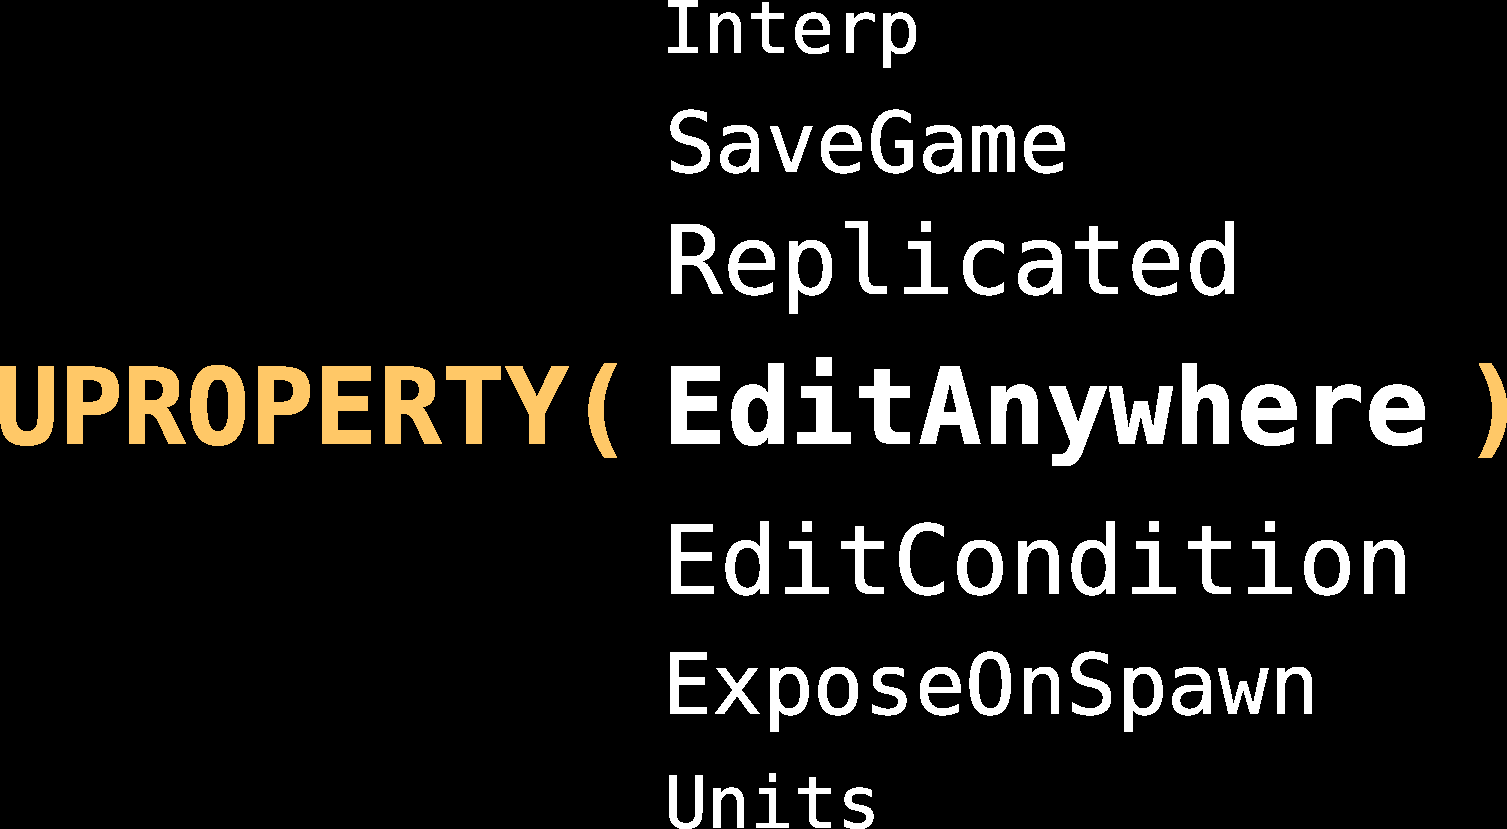 Interp
SaveGame
Replicated
UPROPERTY( EditAnywhere )
EditCondition
ExposeOnSpawn
Units